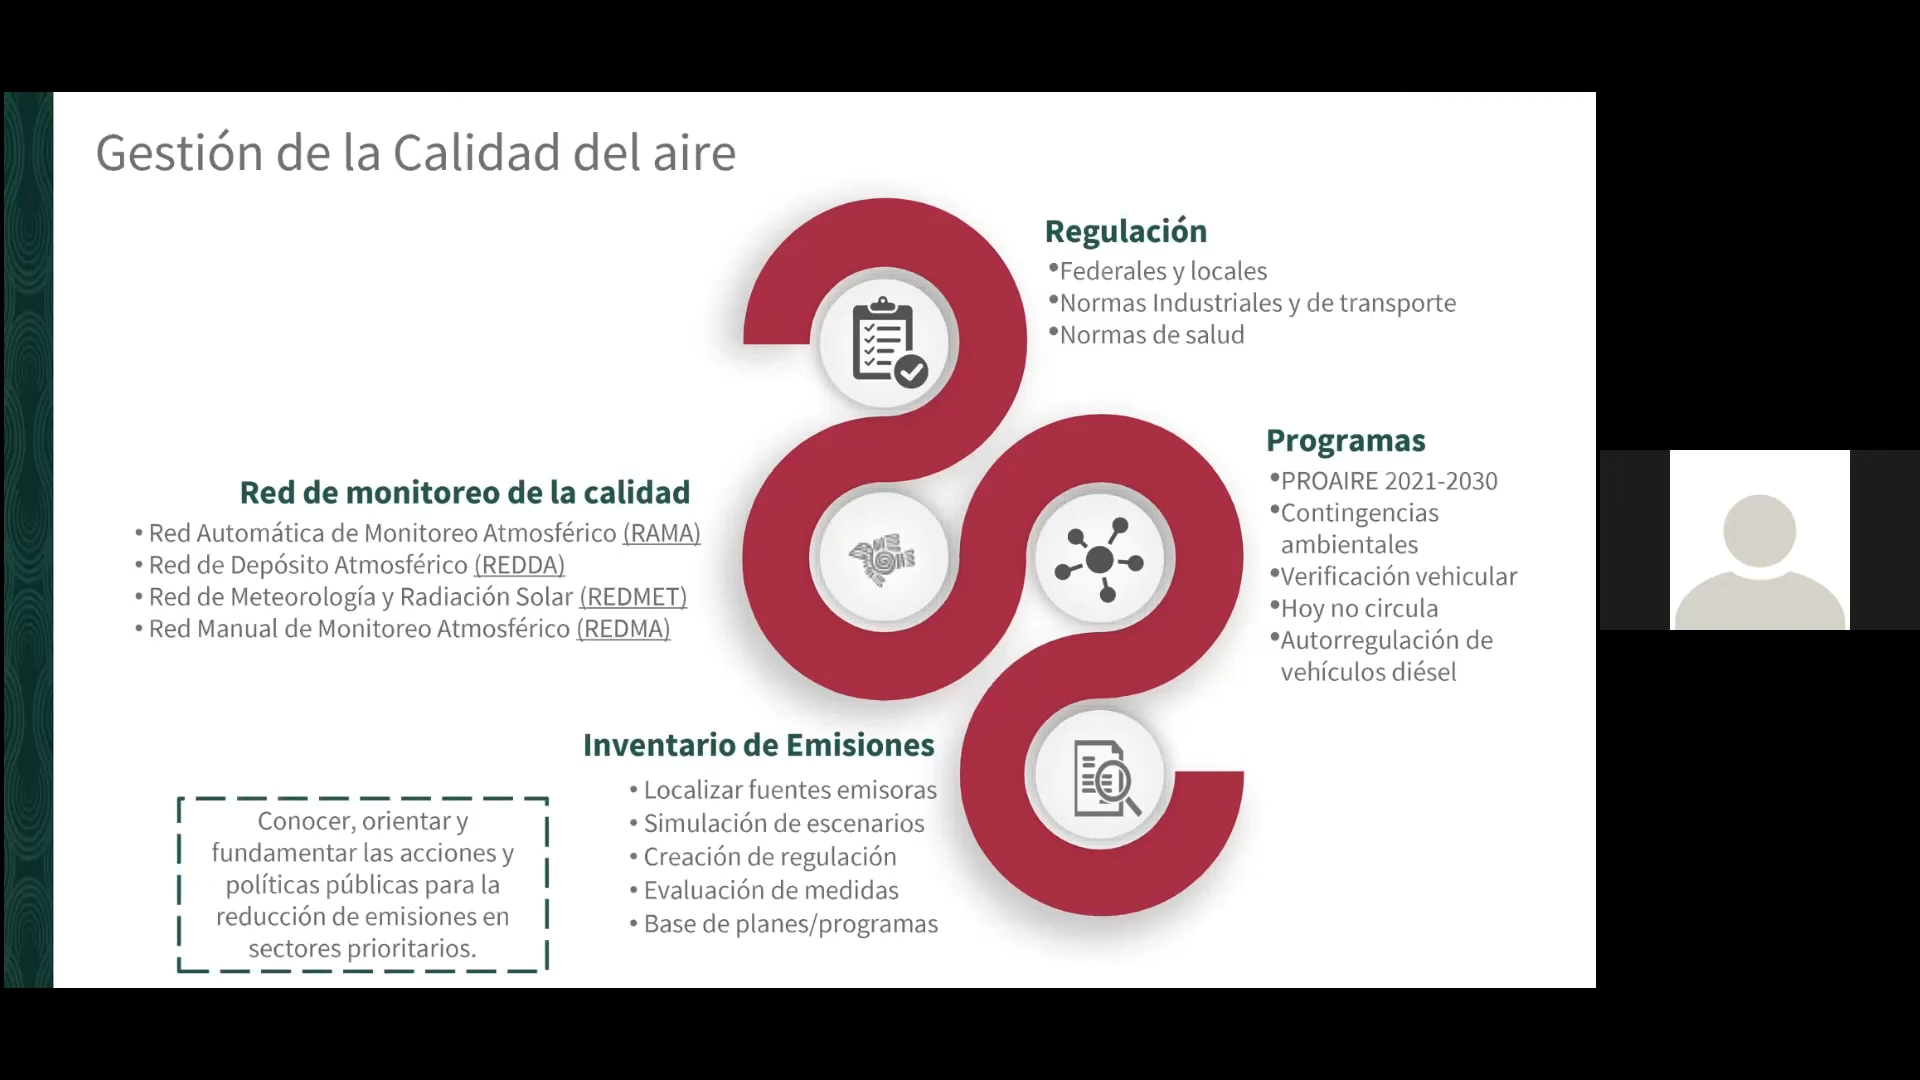 Gestión de la Calidad del aire
Regulación
•Federales y locales
•Normas Industriales y de transporte
•Normas de salud
Red de monitoreo de la calidad
• Red Automática de Monitoreo Atmosférico (RAMA)
• Red de Depósito Atmosférico (REDDA)
• Red de Meteorología y Radiación Solar (REDMET)
• Red Manual de Monitoreo Atmosférico (REDMA)
Programas
•PROAIRE 2021-2030
•Contingencias
ambientales
•Verificación vehicular
•Hoy no circula
•Autorregulación de
vehículos diésel
Inventario de Emisiones
• Localizar fuentes emisoras
• Simulación de escenarios
• Creación de regulación
• Evaluación de medidas
• Base de planes/programas
Conocer, orientar y
fundamentar las acciones y
políticas públicas para la
reducción de emisiones en
sectores prioritarios.